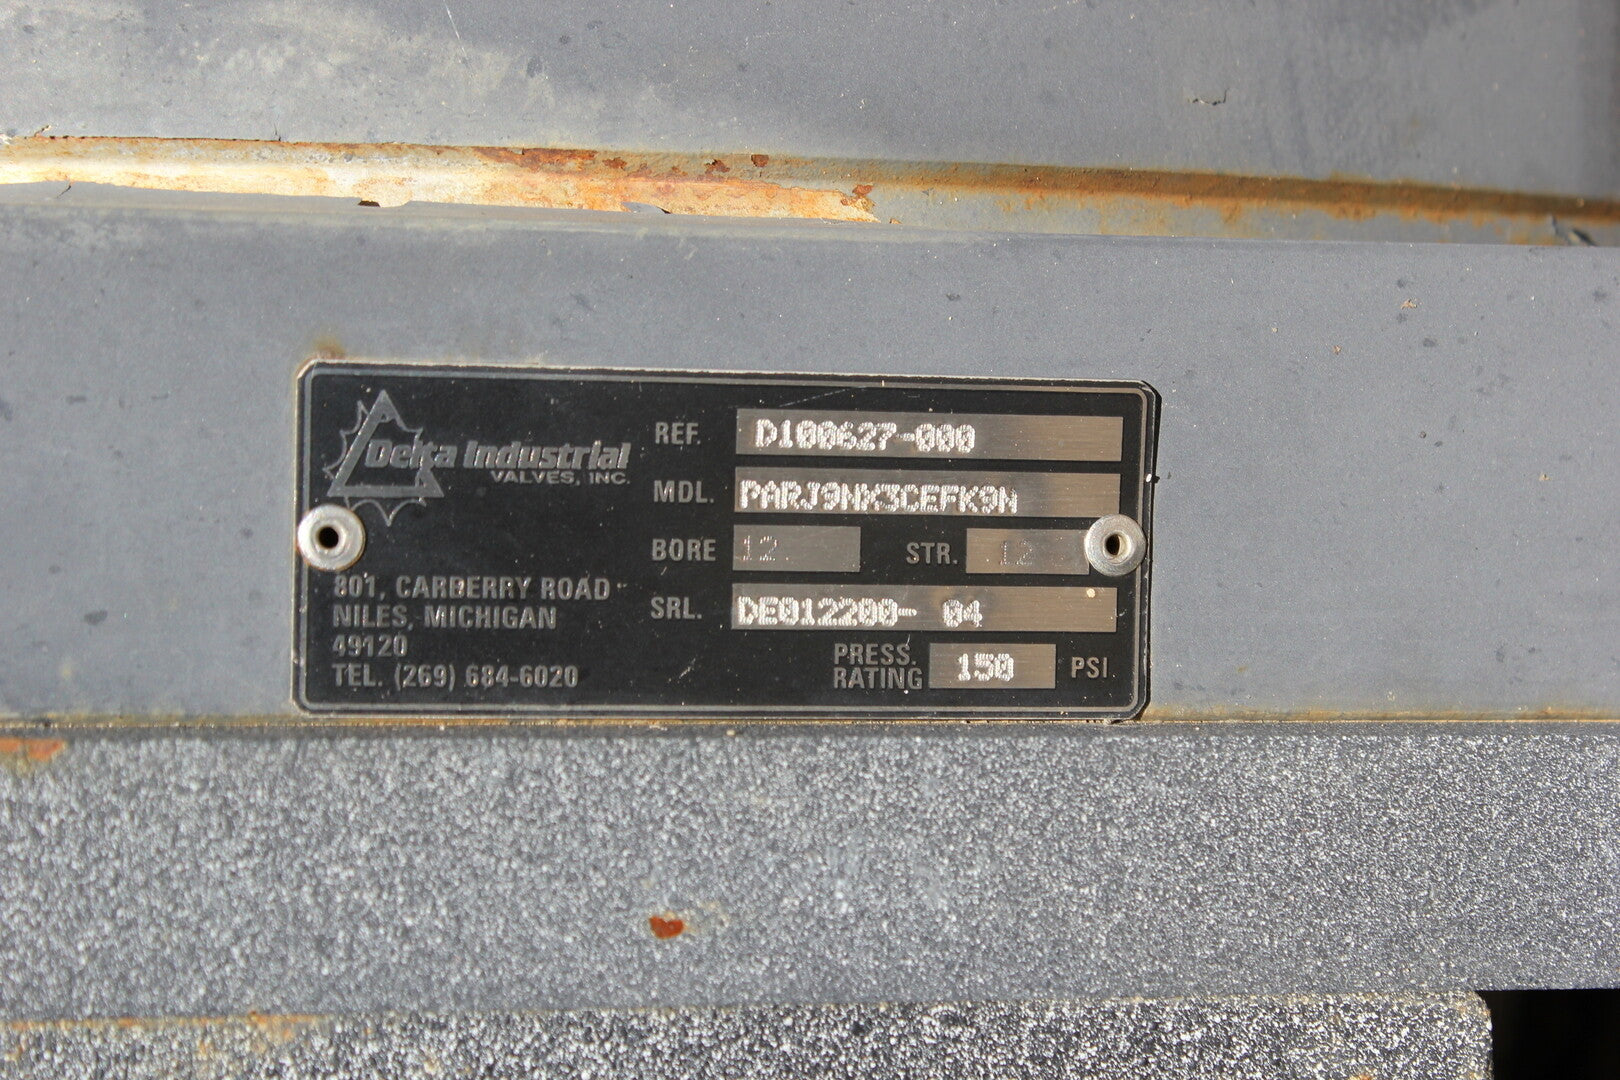 Delta Industrial
VALVES, INC.
801, CARBERRY ROAD
NILES, MICHIGAN
49120
TEL. (269) 684-6020
REF. D100627-000
MDL. PARJ9NX3CEFK9N
BORE 12 STR. 12
SRL. DE012200- 04
PRESS. RATING 150 PSI